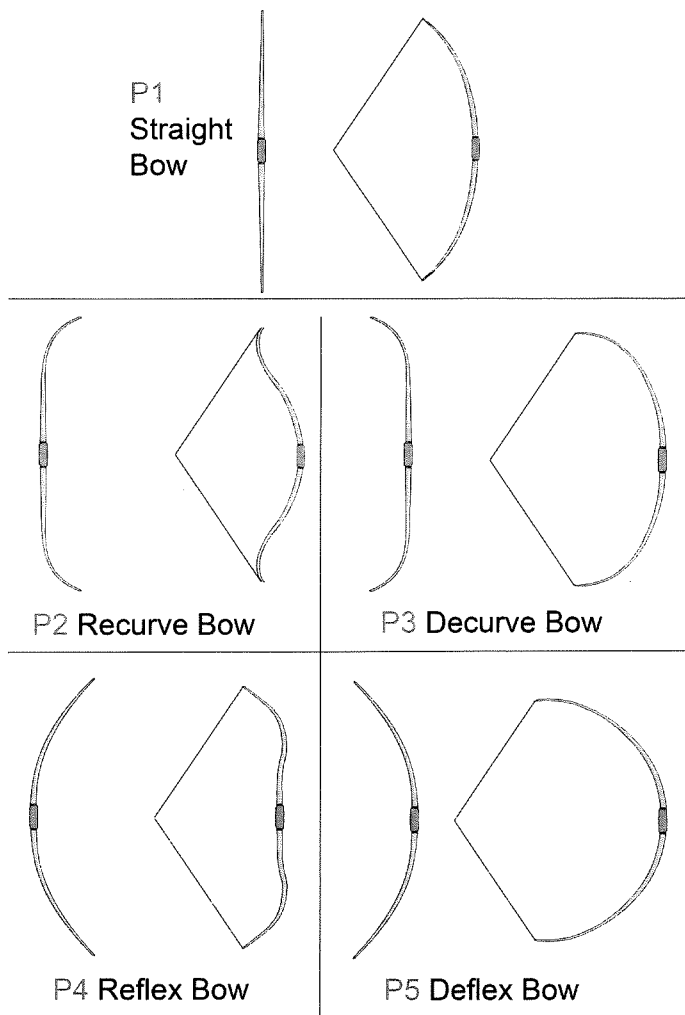 P1
Straight
Bow
P2 Recurve Bow
P3 Decurve Bow
P4 Reflex Bow
P5 Deflex Bow